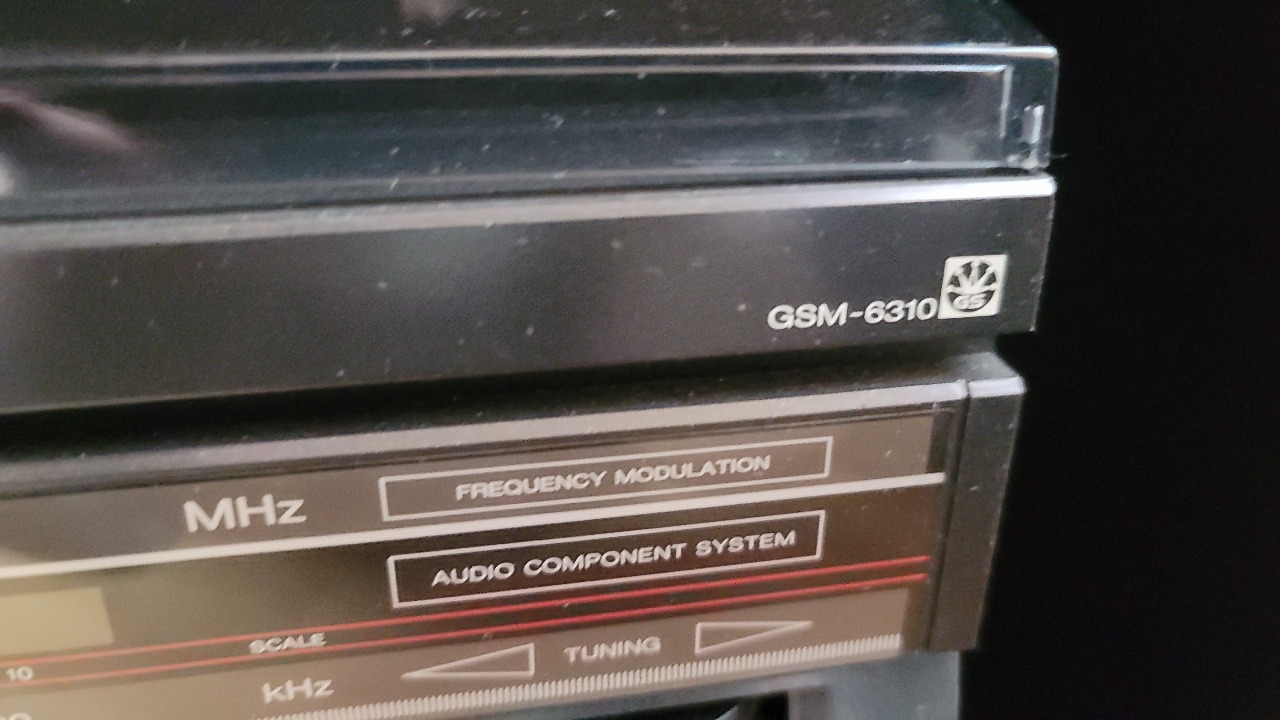 GSM-6310
GS
MHz
FREQUENCY MODULATION
AUDIO COMPONENT SYSTEM
SCALE
10
TUNING
kHz